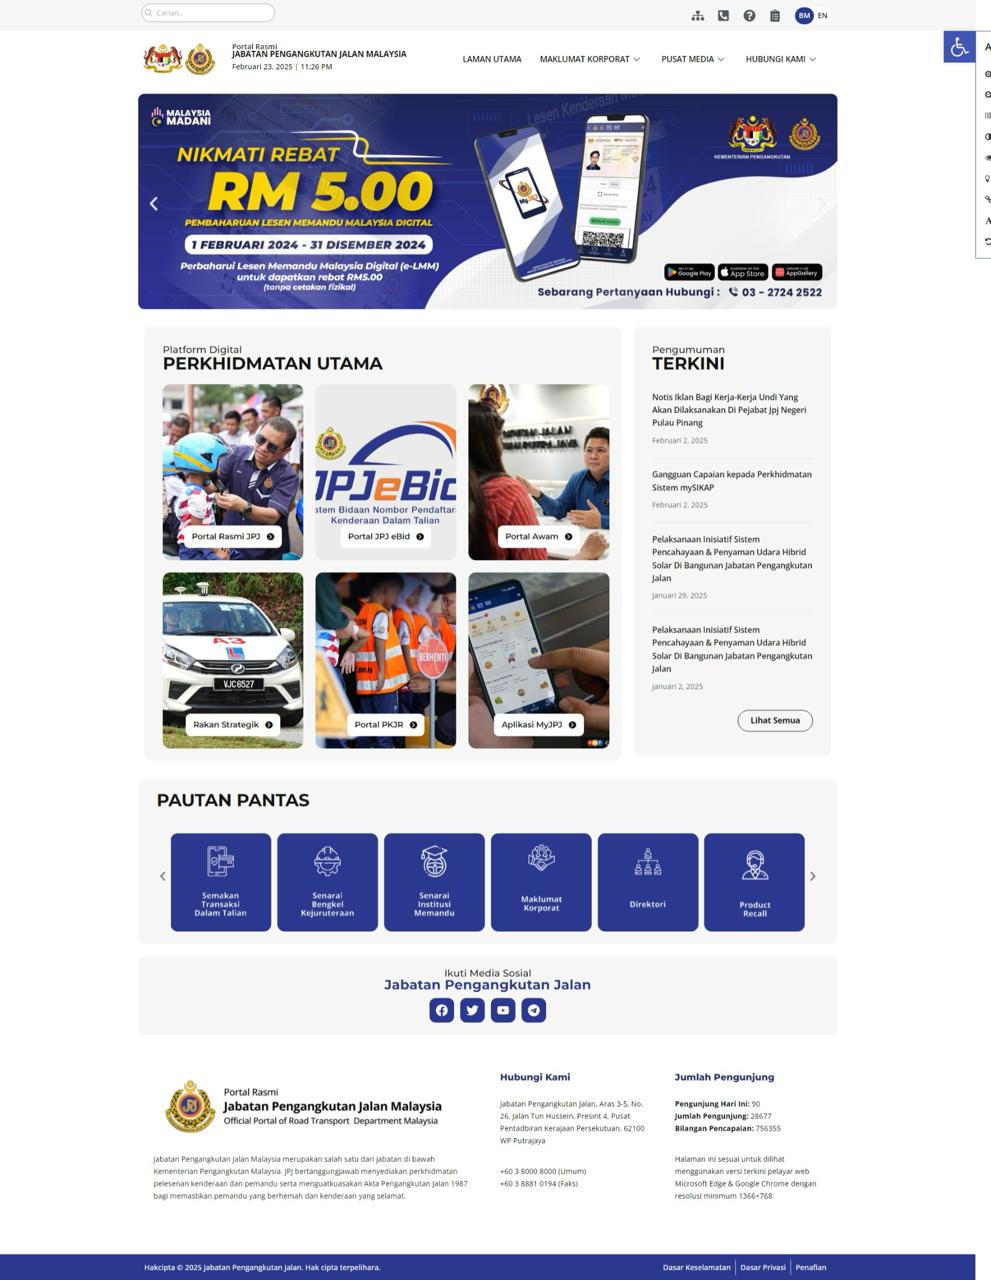 Carian..
BM EN
Portal Rasmi
JABATAN PENGANGKUTAN JALAN MALAYSIA
Februari 23, 2025 | 11:26 PM
LAMAN UTAMA
MAKLUMAT KORPORAT
PUSAT MEDIA
HUBUNGI KAMI
MALAYSIA
MADANI
NIKMATI REBAT
RM 5.00
PEMBAHARUAN LESEN MEMANDU MALAYSIA DIGITAL
1 FEBRUARI 2024 - 31 DISEMBER 2024
Perbaharui Lesen Memandu Malaysia Digital (e-LMM)
untuk dapatkan rebat RM5.00
(tanpa cetakan fizikal)
KEMENTERIAN PENGANGKUTAN
Google Play
App Store
AppGallery
Sebarang Pertanyaan Hubungi : 03 - 2724 2522
Platform Digital
PERKHIDMATAN UTAMA
Portal Rasmi JPJ
JPJeBid
Kenderaan Dalam Talian
Portal JPJ eBid
Portal Awam
A3
L
VJC6527
Rakan Strategik
BERHENTI
Portal PKJR
Aplikasi MyJPJ
Pengumuman
TERKINI
Notis Iklan Bagi Kerja-Kerja Undi Yang
Akan Dilaksanakan Di Pejabat Jpj Negeri
Pulau Pinang
Februari 2, 2025
Gangguan Capaian kepada Perkhidmatan
Sistem mySIKAP
Februari 2, 2025
Pelaksanaan Inisiatif Sistem
Pencahayaan & Penyaman Udara Hibrid
Solar Di Bangunan Jabatan Pengangkutan
Jalan
Januari 29, 2025
Pelaksanaan Inisiatif Sistem
Pencahayaan & Penyaman Udara Hibrid
Solar Di Bangunan Jabatan Pengangkutan
Jalan
Januari 2, 2025
Lihat Semua
PAUTAN PANTAS
Semakan
Transaksi
Dalam Talian
Senarai
Bengkel
Kejuruteraan
Senarai
Institusi
Memandu
Maklumat
Korporat
Direktori
Product
Recall
Ikuti Media Sosial
Jabatan Pengangkutan Jalan
Portal Rasmi
Jabatan Pengangkutan Jalan Malaysia
Official Portal of Road Transport Department Malaysia
Jabatan Pengangkutan Jalan Malaysia merupakan salah satu dari jabatan di bawah
Kementerian Pengangkutan Malaysia. JPJ bertanggungjawab menyediakan perkhidmatan
pelesenan kenderaan dan pemandu serta menguatkuasakan Akta Pengangkutan Jalan 1987
bagi memastikan pemandu yang berhemah dan kenderaan yang selamat.
Hubungi Kami
Jabatan Pengangkutan Jalan, Aras 3-5, No.
26, Jalan Tun Hussein, Presint 4, Pusat
Pentadbiran Kerajaan Persekutuan, 62100
WP Putrajaya
+60 3 8000 8000 (Umum)
+60 3 8881 0194 (Faks)
Jumlah Pengunjung
Pengunjung Hari Ini: 90
Jumlah Pengunjung: 28677
Bilangan Pencapaian: 756355
Halaman ini sesuai untuk dilihat
menggunakan versi terkini pelayar web
Microsoft Edge & Google Chrome dengan
resolusi minimum 1366×768
Hakcipta © 2025 Jabatan Pengangkutan Jalan. Hak cipta terpelihara.
Dasar Keselamatan
Dasar Privasi
Penafian